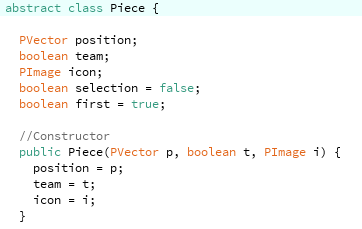 abstract class Piece {
PVector position;
boolean team;
PImage icon;
boolean selection = false;
boolean first = true;
//Constructor
public Piece(PVector p, boolean t, PImage i) {
position = p;
team = t;
icon = i;
}